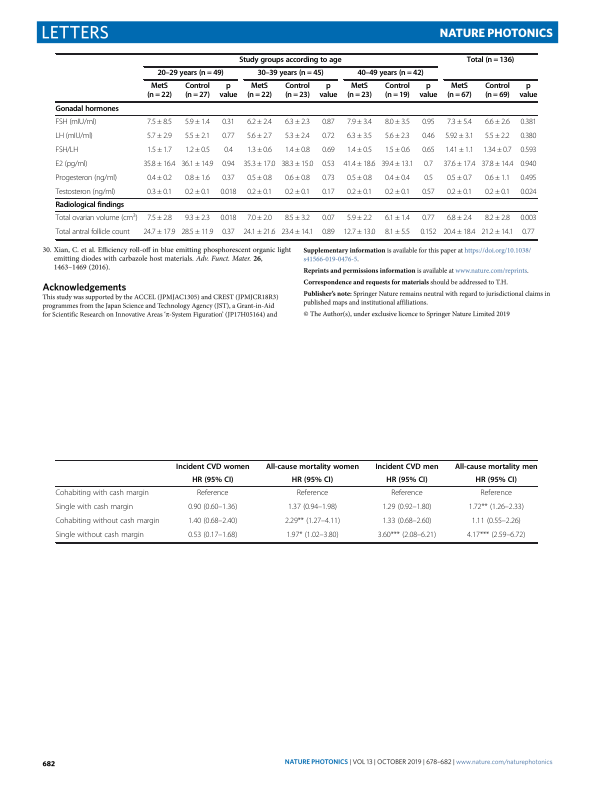 LETTERS NATURE PHOTONICS
Study groups according to age Total (n = 136)
20–29 years (n = 49) 30–39 years (n = 45) 40–49 years (n = 42)
MetS Control p MetS Control p MetS Control p MetS Control p
(n = 22) (n = 27) value (n = 22) (n = 23) value (n = 23) (n = 19) value (n = 67) (n = 69) value
Gonadal hormones
FSH (mIU/ml) 7.5 ± 8.5 5.9 ± 1.4 0.31 6.2 ± 2.4 6.3 ± 2.3 0.87 7.9 ± 3.4 8.0 ± 3.5 0.95 7.3 ± 5.4 6.6 ± 2.6 0.381
LH (mIU/ml) 5.7 ± 2.9 5.5 ± 2.1 0.77 5.6 ± 2.7 5.3 ± 2.4 0.72 6.3 ± 3.5 5.6 ± 2.3 0.46 5.92 ± 3.1 5.5 ± 2.2 0.380
FSH/LH 1.5 ± 1.7 1.2 ± 0.5 0.4 1.3 ± 0.6 1.4 ± 0.8 0.69 1.4 ± 0.5 1.5 ± 0.6 0.65 1.41 ± 1.1 1.34 ± 0.7 0.593
E2 (pg/ml) 35.8 ± 16.4 36.1 ± 14.9 0.94 35.3 ± 17.0 38.3 ± 15.0 0.53 41.4 ± 18.6 39.4 ± 13.1 0.7 37.6 ± 17.4 37.8 ± 14.4 0.940
Progesteron (ng/ml) 0.4 ± 0.2 0.8 ± 1.6 0.37 0.5 ± 0.8 0.6 ± 0.8 0.73 0.5 ± 0.8 0.4 ± 0.4 0.5 0.5 ± 0.7 0.6 ± 1.1 0.495
Testosteron (ng/ml) 0.3 ± 0.1 0.2 ± 0.1 0.018 0.2 ± 0.1 0.2 ± 0.1 0.17 0.2 ± 0.1 0.2 ± 0.1 0.57 0.2 ± 0.1 0.2 ± 0.1 0.024
Radiological findings
Total ovarian volume (cm³) 7.5 ± 2.8 9.3 ± 2.3 0.018 7.0 ± 2.0 8.5 ± 3.2 0.07 5.9 ± 2.2 6.1 ± 1.4 0.77 6.8 ± 2.4 8.2 ± 2.8 0.003
Total antral follicle count 24.7 ± 17.9 28.5 ± 11.9 0.37 24.1 ± 21.6 23.4 ± 14.1 0.89 12.7 ± 13.0 8.1 ± 5.5 0.152 20.4 ± 18.4 21.2 ± 14.1 0.77
30. Xian, C. et al. Efficiency roll-off in blue emitting phosphorescent organic light
emitting diodes with carbazole host materials. Adv. Funct. Mater. 26,
1463–1469 (2016).
Acknowledgements
This study was supported by the ACCEL (JPMJAC1305) and CREST (JPMJCR18R3)
programmes from the Japan Science and Technology Agency (JST), a Grant-in-Aid
for Scientific Research on Innovative Areas ‘π-System Figuration’ (JP17H05164) and
Supplementary information is available for this paper at https://doi.org/10.1038/
s41566-019-0476-5.
Reprints and permissions information is available at www.nature.com/reprints.
Correspondence and requests for materials should be addressed to T.H.
Publisher’s note: Springer Nature remains neutral with regard to jurisdictional claims in
published maps and institutional affiliations.
© The Author(s), under exclusive licence to Springer Nature Limited 2019
Incident CVD women All-cause mortality women Incident CVD men All-cause mortality men
HR (95% CI) HR (95% CI) HR (95% CI) HR (95% CI)
Cohabiting with cash margin Reference Reference Reference Reference
Single with cash margin 0.90 (0.60–1.36) 1.37 (0.94–1.98) 1.29 (0.92–1.80) 1.72** (1.26–2.33)
Cohabiting without cash margin 1.40 (0.68–2.40) 2.29** (1.27–4.11) 1.33 (0.68–2.60) 1.11 (0.55–2.26)
Single without cash margin 0.53 (0.17–1.68) 1.97* (1.02–3.80) 3.60*** (2.08–6.21) 4.17*** (2.59–6.72)
682 NATURE PHOTONICS | VOL 13 | OCTOBER 2019 | 678–682 | www.nature.com/naturephotonics